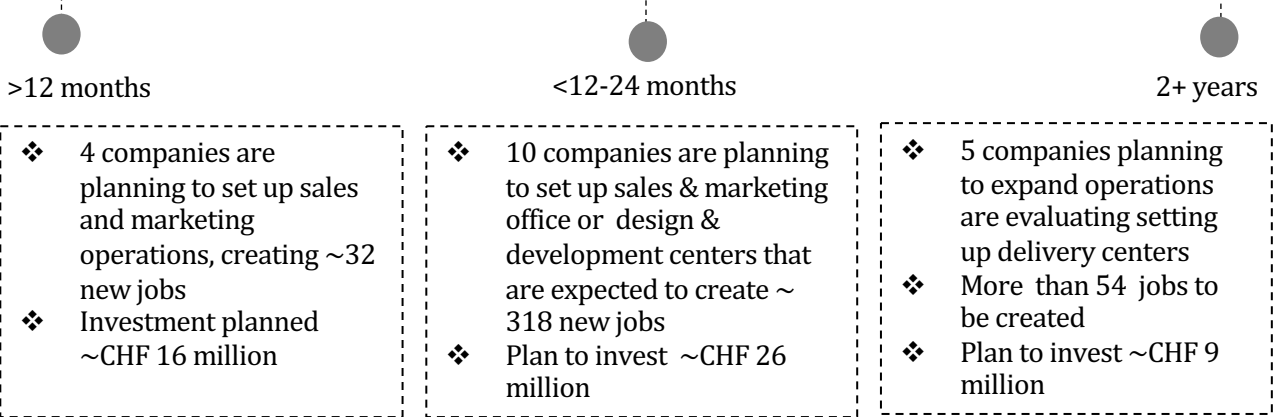 >12 months
❖ 4 companies are
planning to set up sales
and marketing
operations, creating ~32
new jobs
❖ Investment planned
~CHF 16 million
<12-24 months
❖ 10 companies are planning
to set up sales & marketing
office or design &
development centers that
are expected to create ~
318 new jobs
❖ Plan to invest ~CHF 26
million
2+ years
❖ 5 companies planning
to expand operations
are evaluating setting
up delivery centers
❖ More than 54 jobs to
be created
❖ Plan to invest ~CHF 9
million